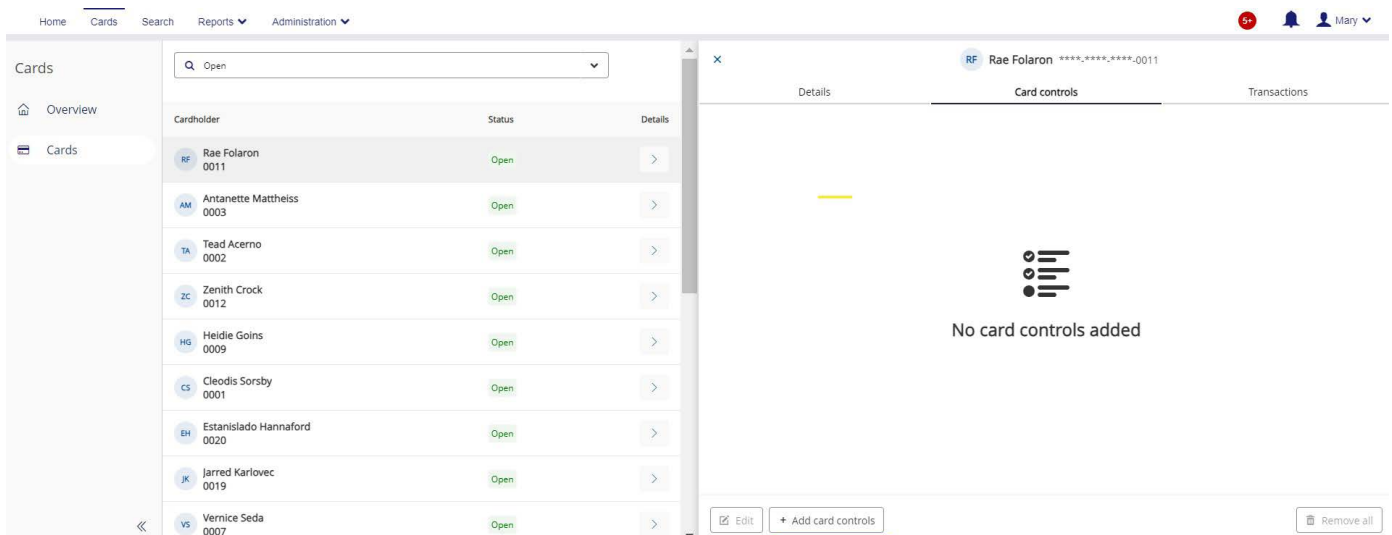 Home Cards Search Reports Administration 5+ Mary
Cards
Overview
Cards
Open
Cardholder Status Details
RF Rae Folaron Open
0011
AM Antanette Mattheiss Open
0003
TA Tead Acerno Open
0002
ZC Zenith Crock Open
0012
HG Heidie Goins Open
0009
CS Cleodis Sorsby Open
0001
EH Estanislado Hannaford Open
0020
JK Jarred Karlovec Open
0019
VS Vernice Seda Open
0007
RF Rae Folaron ****-****-****-0011
Details Card controls Transactions
No card controls added
Edit + Add card controls Remove all